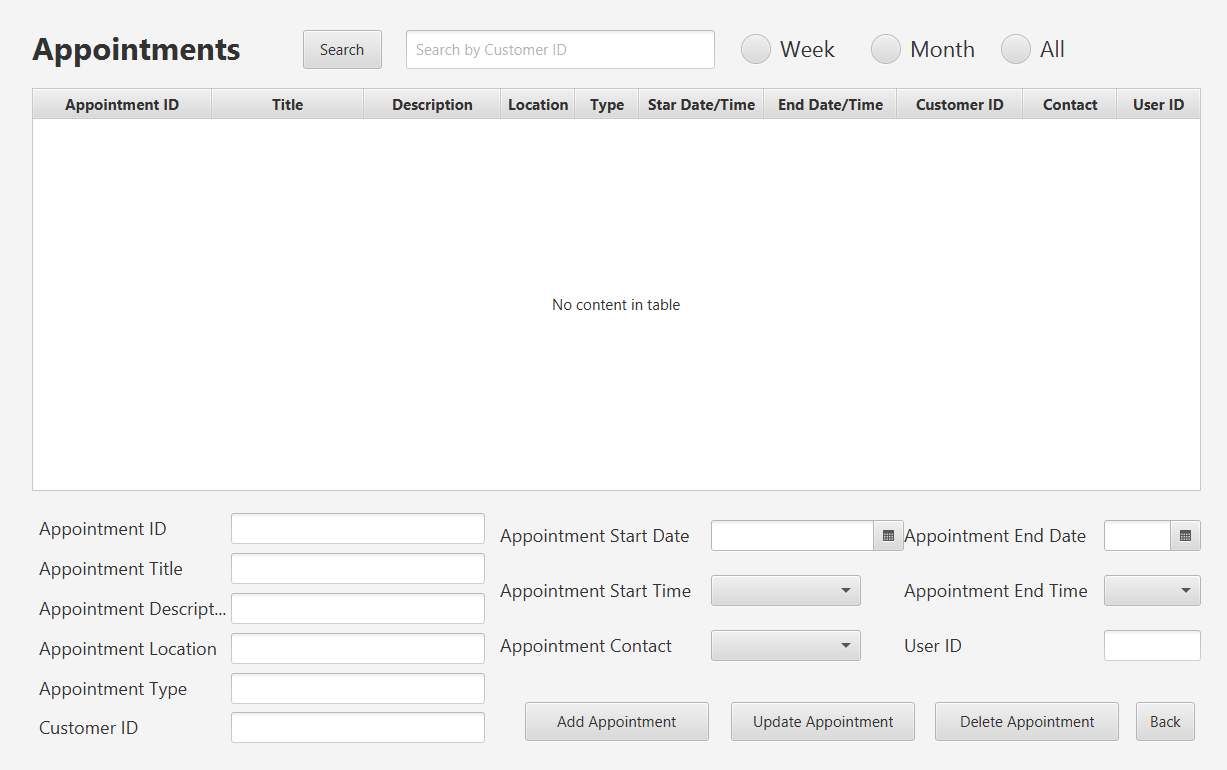 Appointments Search Search by Customer ID Week Month All
Appointment ID Title Description Location Type Star Date/Time End Date/Time Customer ID Contact User ID
No content in table
Appointment ID
Appointment Title
Appointment Descript...
Appointment Location
Appointment Type
Customer ID
Appointment Start Date Appointment End Date
Appointment Start Time Appointment End Time
Appointment Contact User ID
Add Appointment Update Appointment Delete Appointment Back